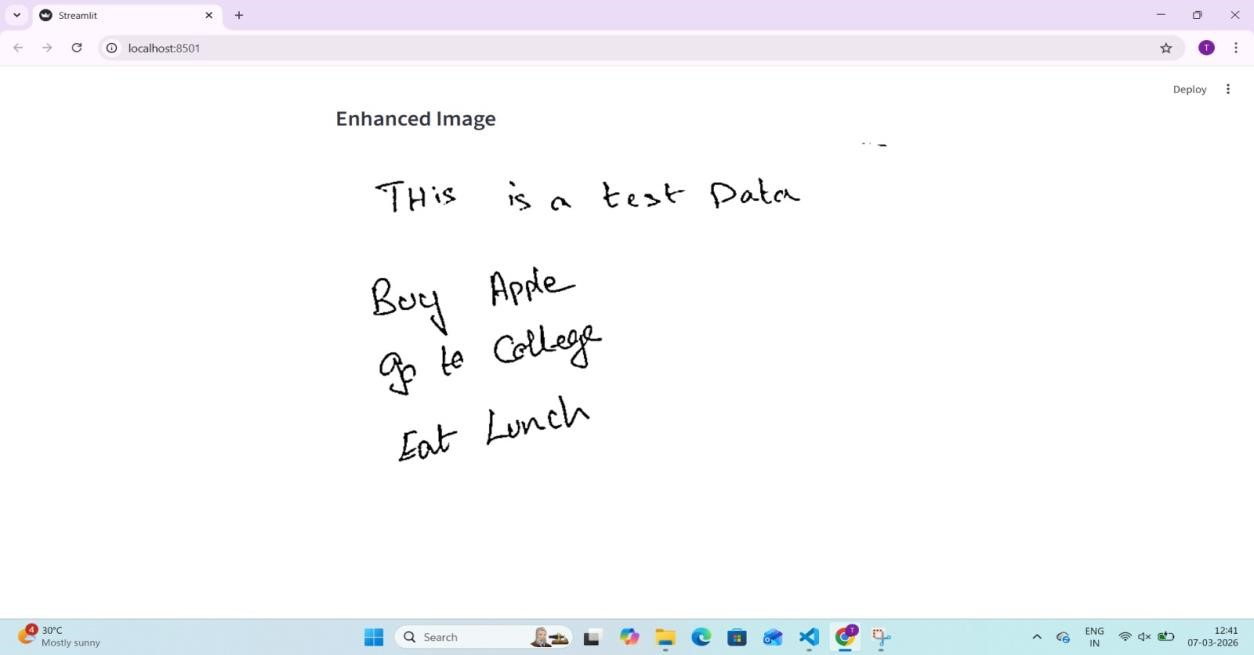 Streamlit
localhost:8501
T
Deploy
Enhanced Image
THis is a test Data
Buy Apple
go to College
Eat Lunch
4
30°C
Mostly sunny
Search
T
ENG
IN
12:41
07-03-2026